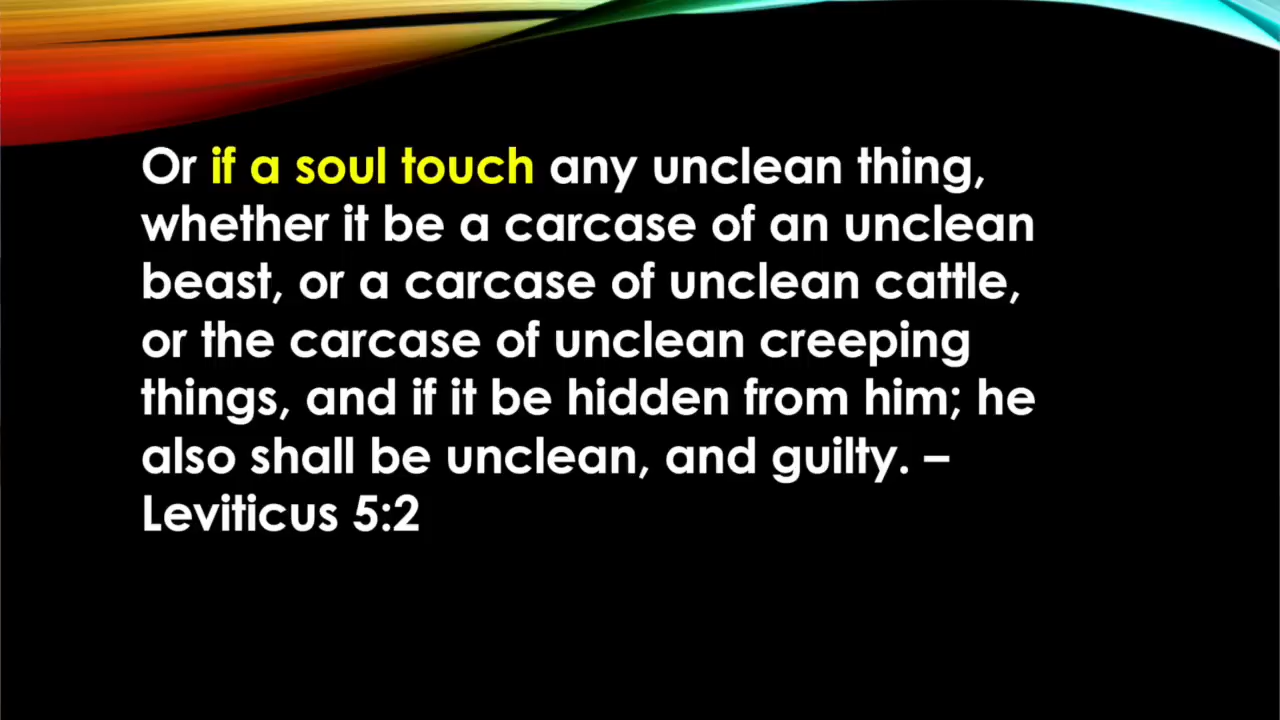 Or if a soul touch any unclean thing,
whether it be a carcase of an unclean
beast, or a carcase of unclean cattle,
or the carcase of unclean creeping
things, and if it be hidden from him; he
also shall be unclean, and guilty. –
Leviticus 5:2